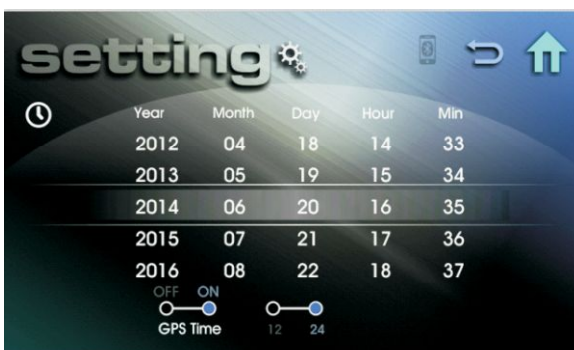 setting
Year Month Day Hour Min
2012 04 18 14 33
2013 05 19 15 34
2014 06 20 16 35
2015 07 21 17 36
2016 08 22 18 37
OFF ON
GPS Time 12 24